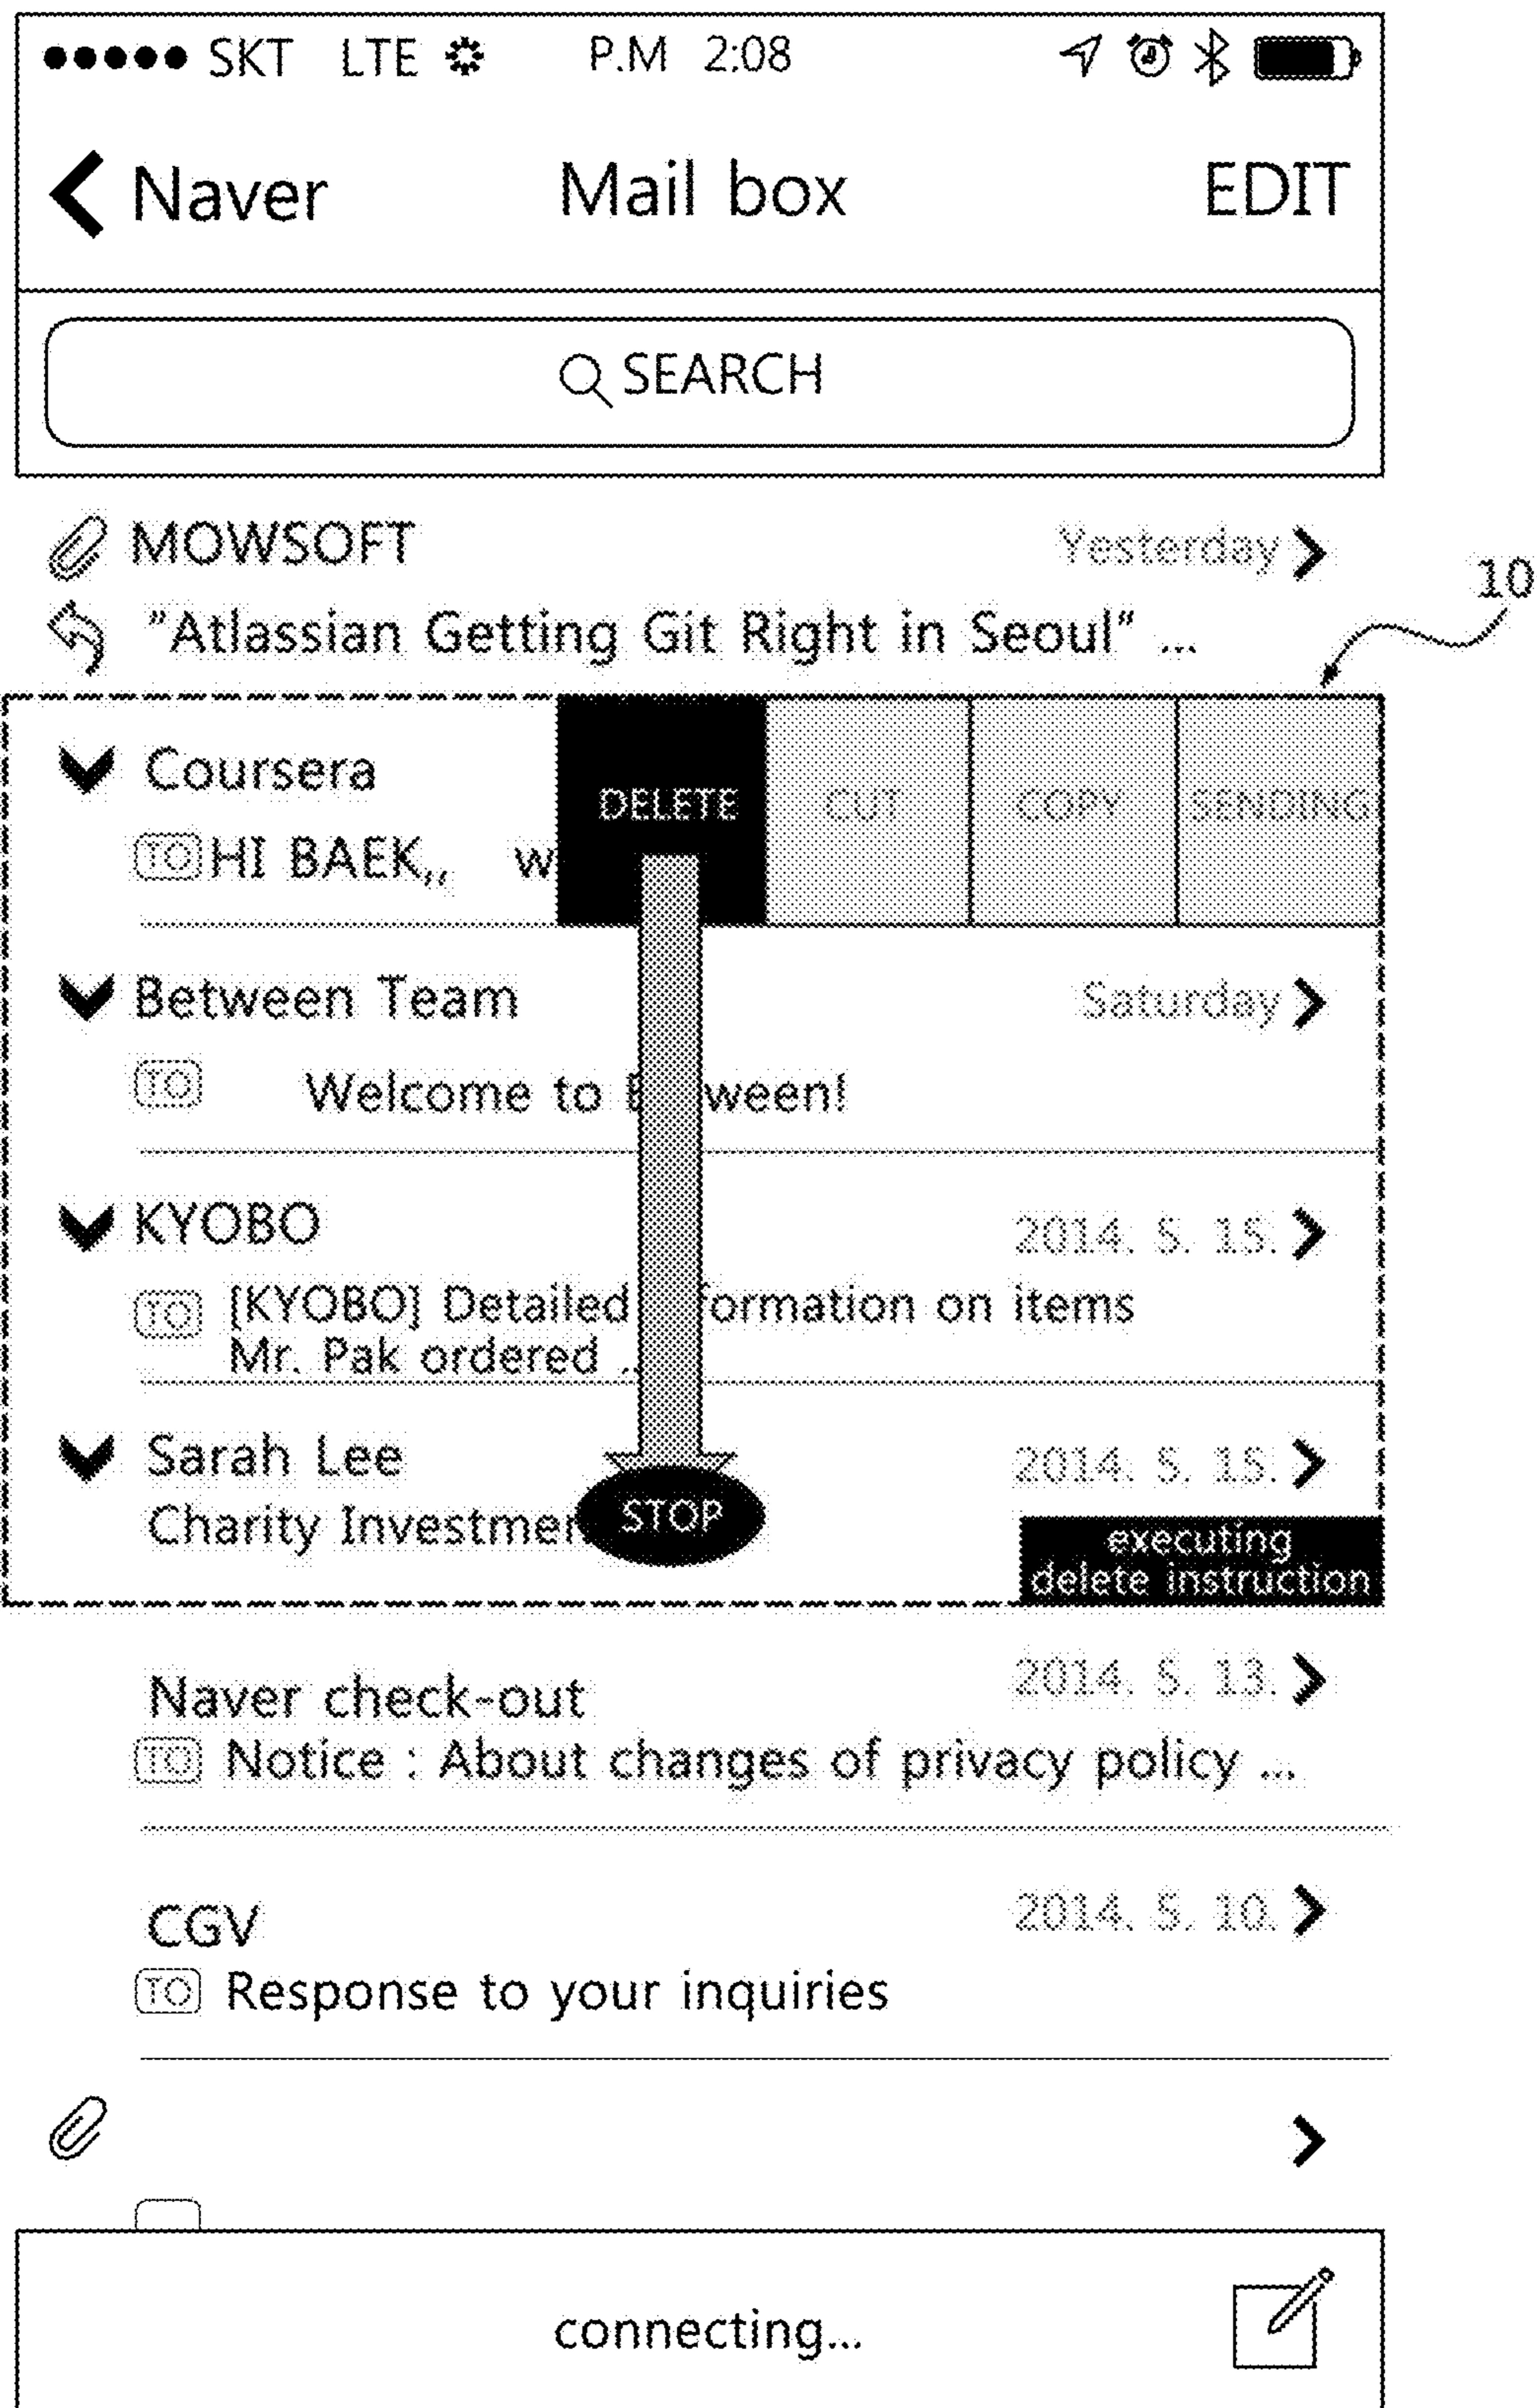 SKT LTE P.M 2:08
Naver Mail box EDIT
SEARCH
MOWSOFT Yesterday
10
"Atlassian Getting Git Right in Seoul" ...
Coursera DELETE CUT COPY SENDING
TO HI BAEK,, w
Between Team Saturday
TO Welcome to ween!
KYOBO 2014. 5. 15.
TO [KYOBO] Detailed formation on items
Mr. Pak ordered ..
Sarah Lee 2014. 5. 15.
Charity Investmen STOP
executing
delete instruction
Naver check-out 2014. 5. 13.
TO Notice : About changes of privacy policy ...
CGV 2014. 5. 10.
TO Response to your inquiries
connecting...